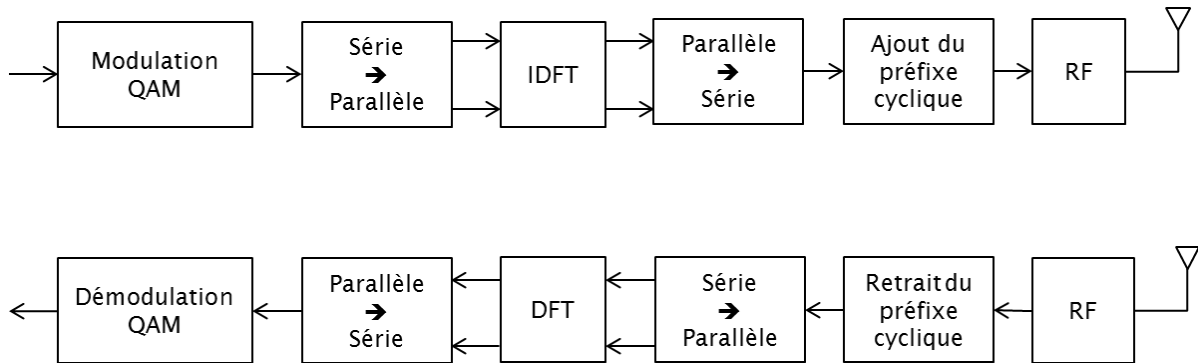 Modulation
QAM
Série
➔
Parallèle
IDFT
Parallèle
➔
Série
Ajout du
préfixe
cyclique
RF
Démodulation
QAM
Parallèle
➔
Série
DFT
Série
➔
Parallèle
Retrait du
préfixe
cyclique
RF